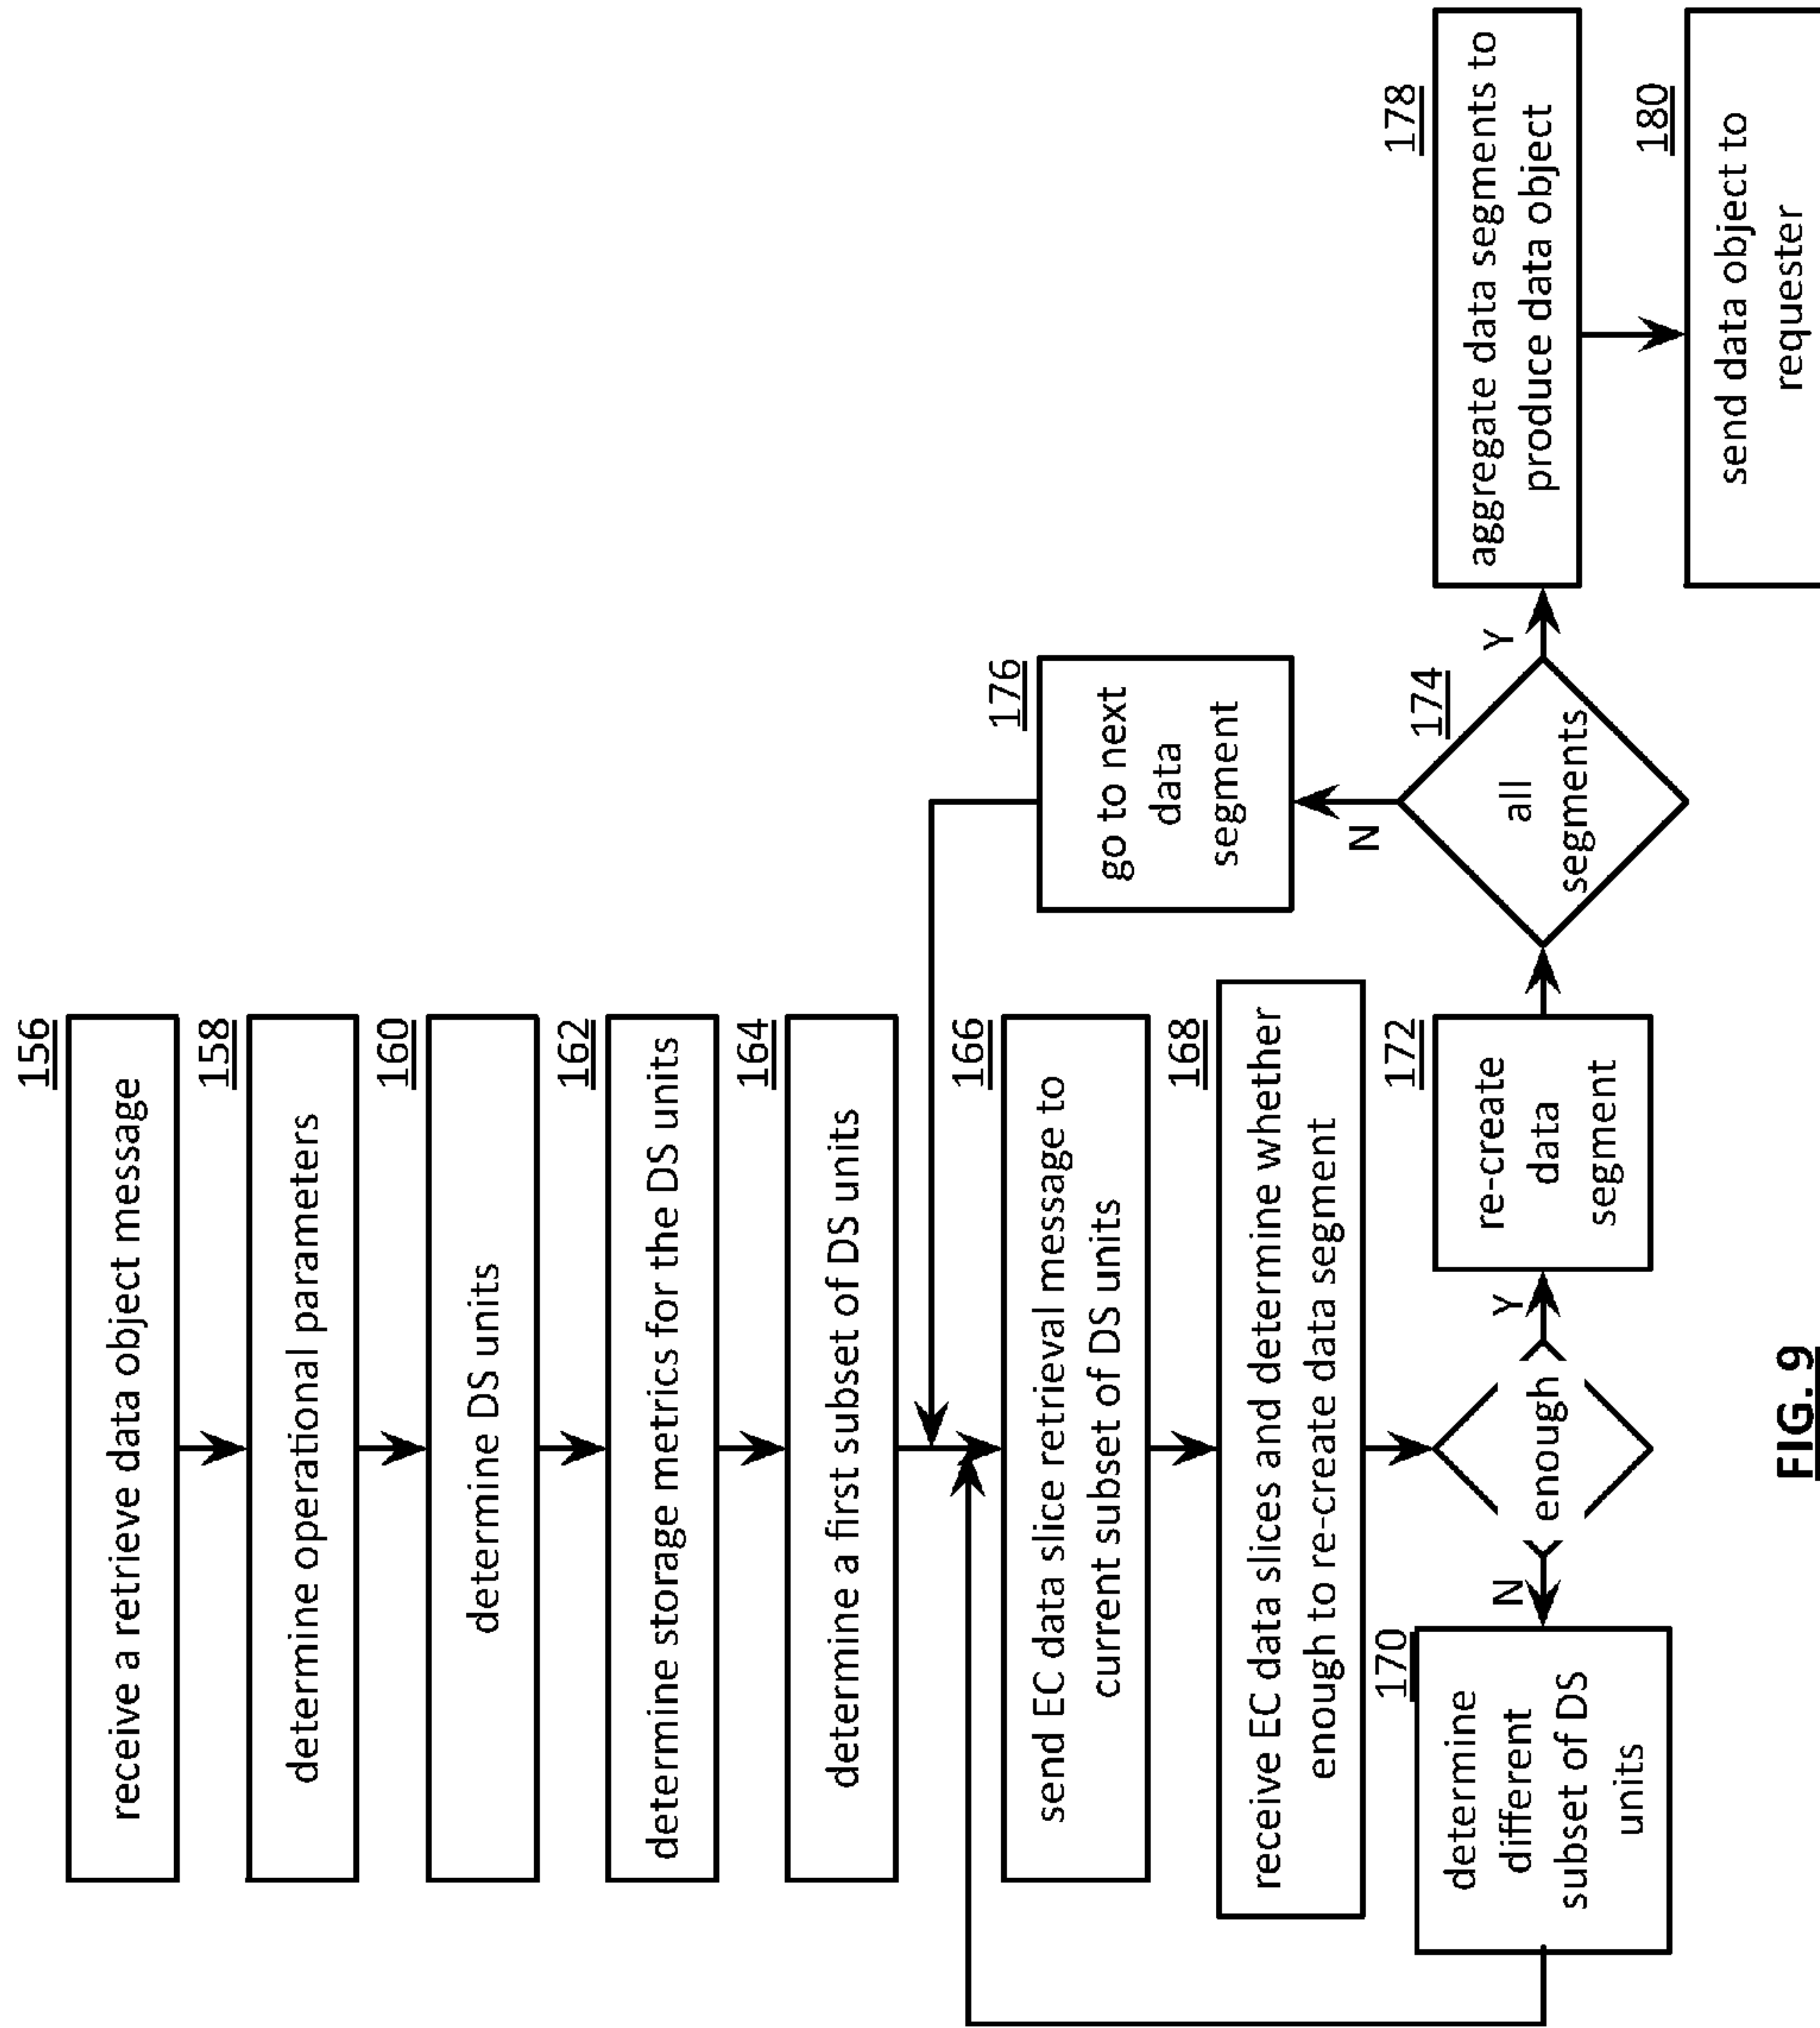 156
receive a retrieve data object message
158
determine operational parameters
160
determine DS units
162
determine storage metrics for the DS units
164
determine a first subset of DS units
166
send EC data slice retrieval message to
current subset of DS units
168
receive EC data slices and determine whether
enough to re-create data segment
enough
N
Y
170
determine
different
subset of DS
units
172
re-create
data
segment
174
all
segments
N
Y
176
go to next
data
segment
178
aggregate data segments to
produce data object
180
send data object to
requester
FIG. 9